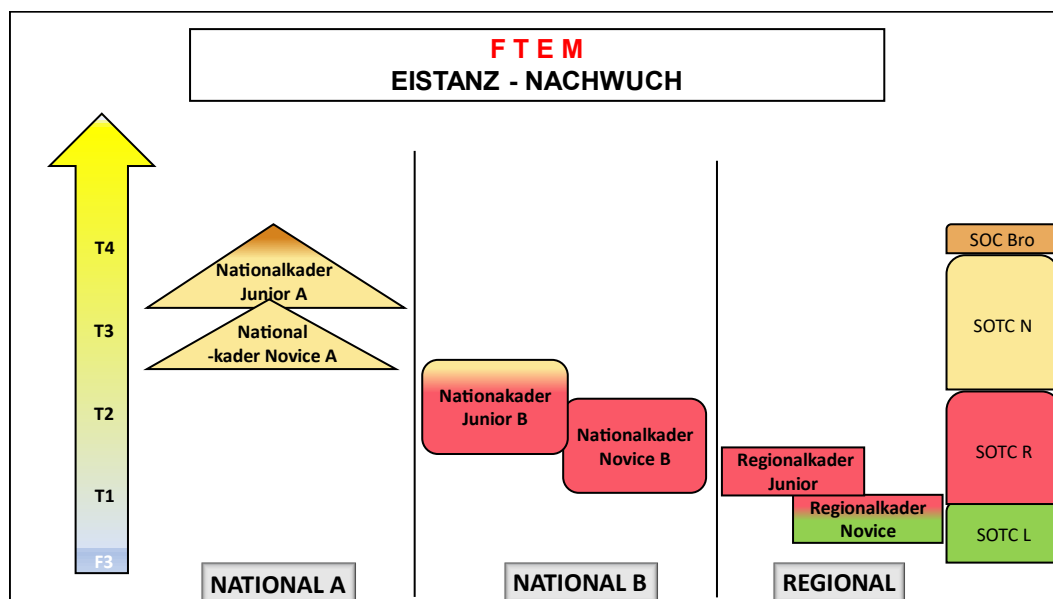 F T E M
EISTANZ - NACHWUCH
T4
T3
T2
T1
F3
Nationalkader
Junior A
National
-kader Novice A
NATIONAL A
Nationakader
Junior B
Nationalkader
Novice B
NATIONAL B
Regionalkader
Junior
Regionalkader
Novice
REGIONAL
SOC Bro
SOTC N
SOTC R
SOTC L